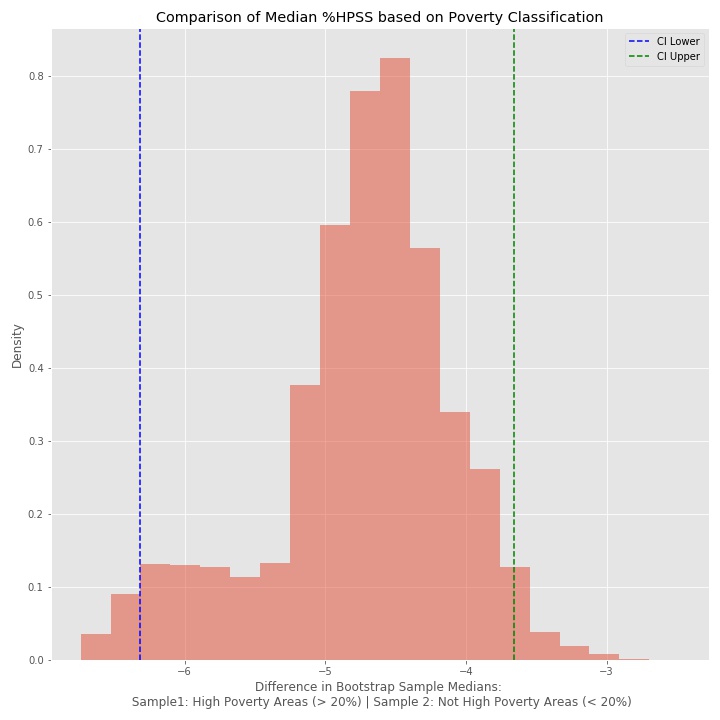 Comparison of Median %HPSS based on Poverty Classification
CI Lower
CI Upper
Density
0.8
0.7
0.6
0.5
0.4
0.3
0.2
0.1
0.0
−6
−5
−4
−3
Difference in Bootstrap Sample Medians:
Sample1: High Poverty Areas (> 20%) | Sample 2: Not High Poverty Areas (< 20%)